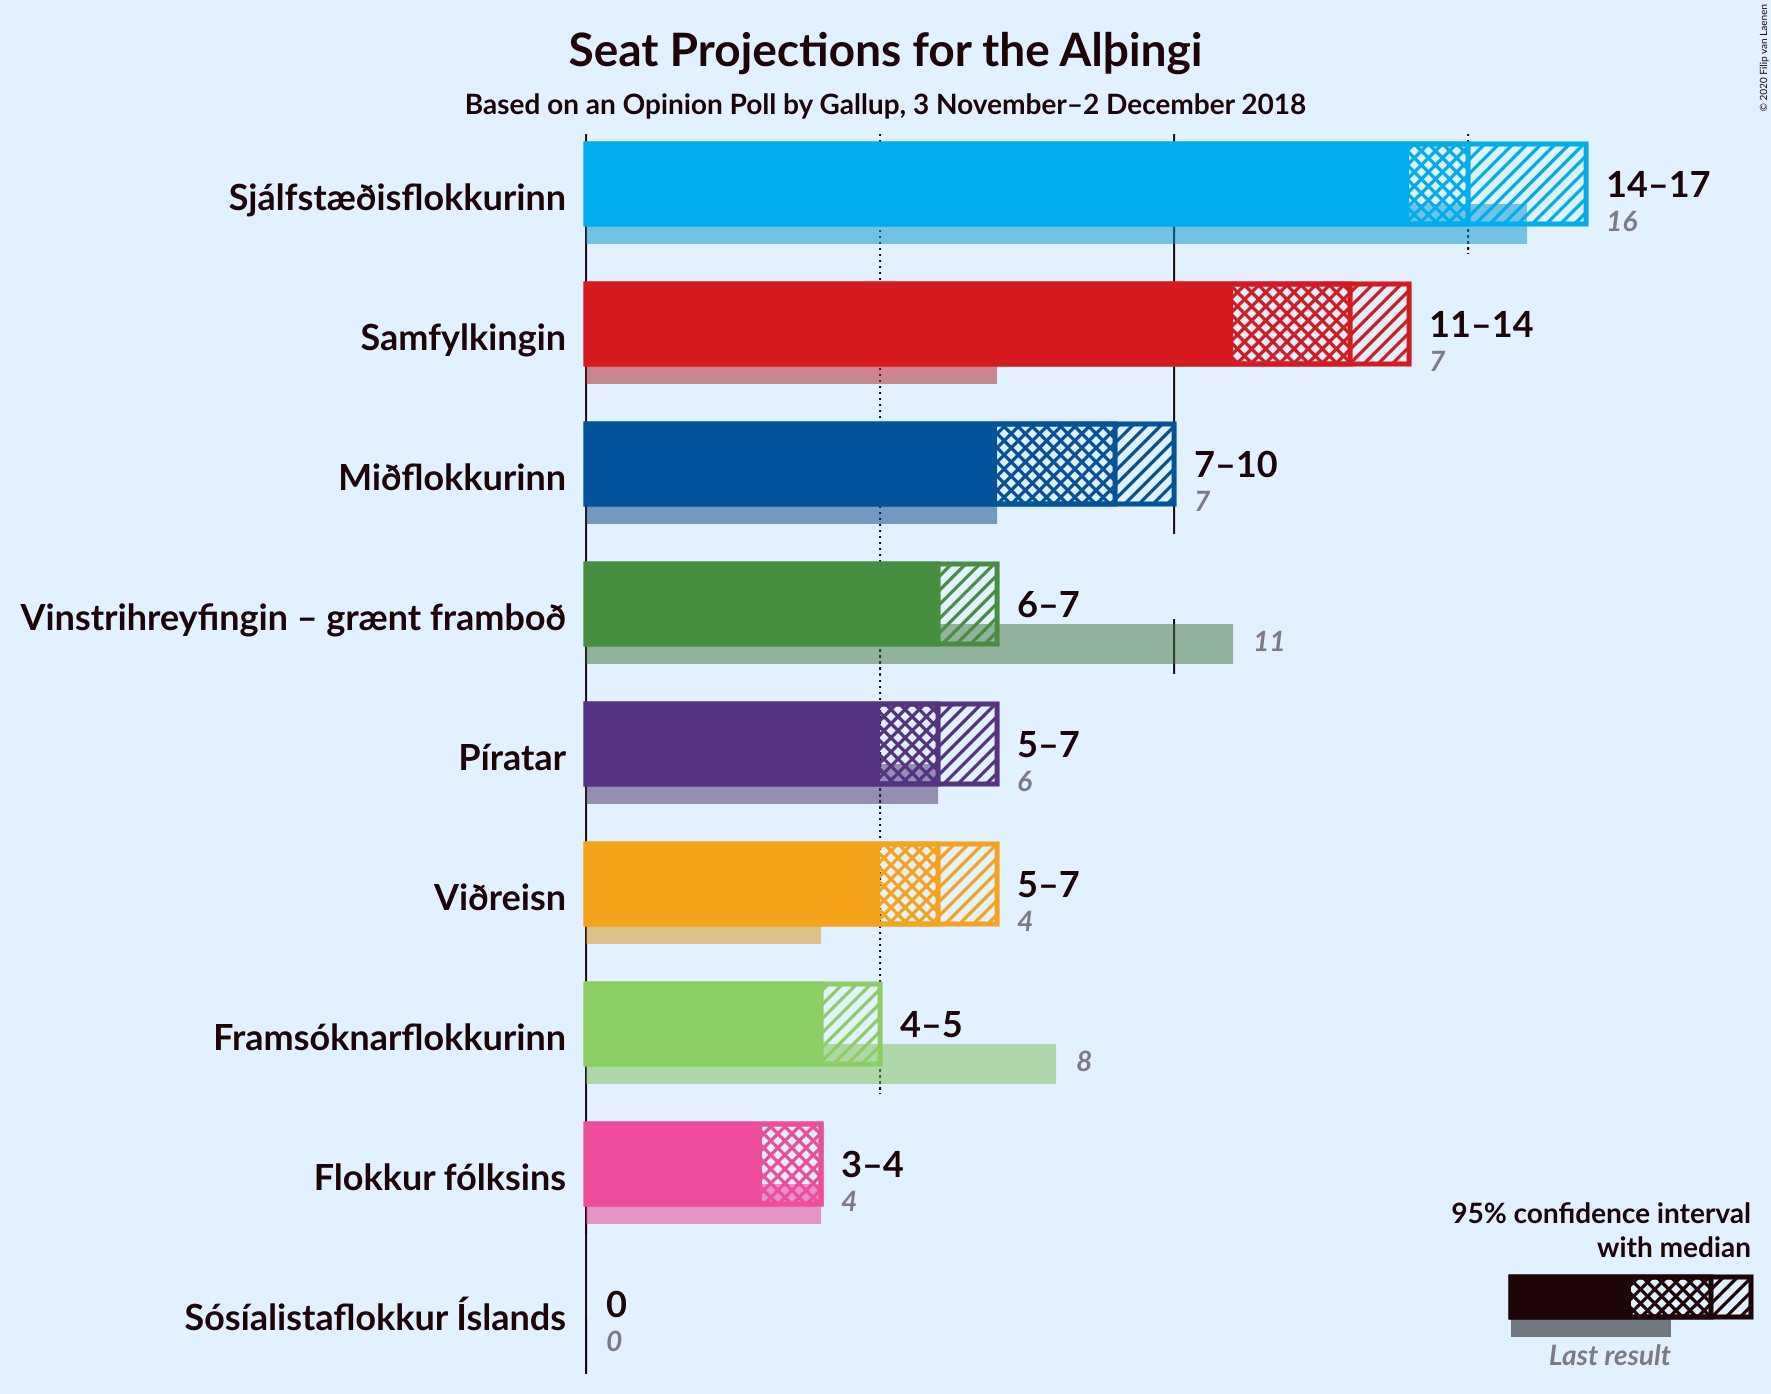 Seat Projections for the Alþingi
Based on an Opinion Poll by Gallup, 3 November–2 December 2018
© 2020 Filip van Laenen
Sjálfstæðisflokkurinn
14–17
16
Samfylkingin
11–14
7
Miðflokkurinn
7–10
7
Vinstrihreyfingin – grænt framboð
6–7
11
Píratar
5–7
6
Viðreisn
5–7
4
Framsóknarflokkurinn
4–5
8
Flokkur fólksins
3–4
4
Sósíalistaflokkur Íslands
0
0
95% confidence interval
with median
Last result